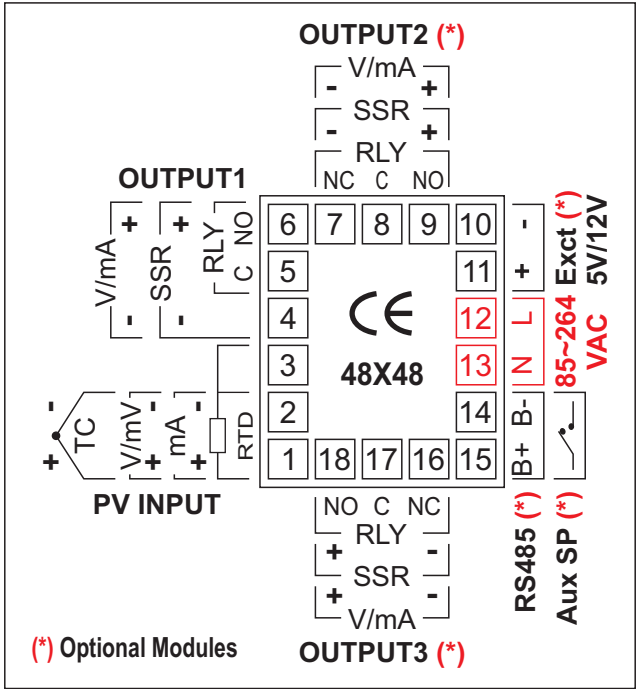 OUTPUT2 (*)
V/mA
- +
SSR
- +
RLY
NC C NO
OUTPUT1
V/mA
- +
SSR
- +
RLY
C NO
6 7 8 9 10
5 11
4 12
3 13
2 14
1 18 17 16 15
CE
48X48
- +
Exct (*)
5V/12V
N L
85~264
VAC
B+ B-
RS485 (*)
Aux SP (*)
- +
TC
V/mV
- +
mA
- +
RTD
PV INPUT
NO C NC
RLY
+ -
SSR
+ -
V/mA
OUTPUT3 (*)
(*) Optional Modules